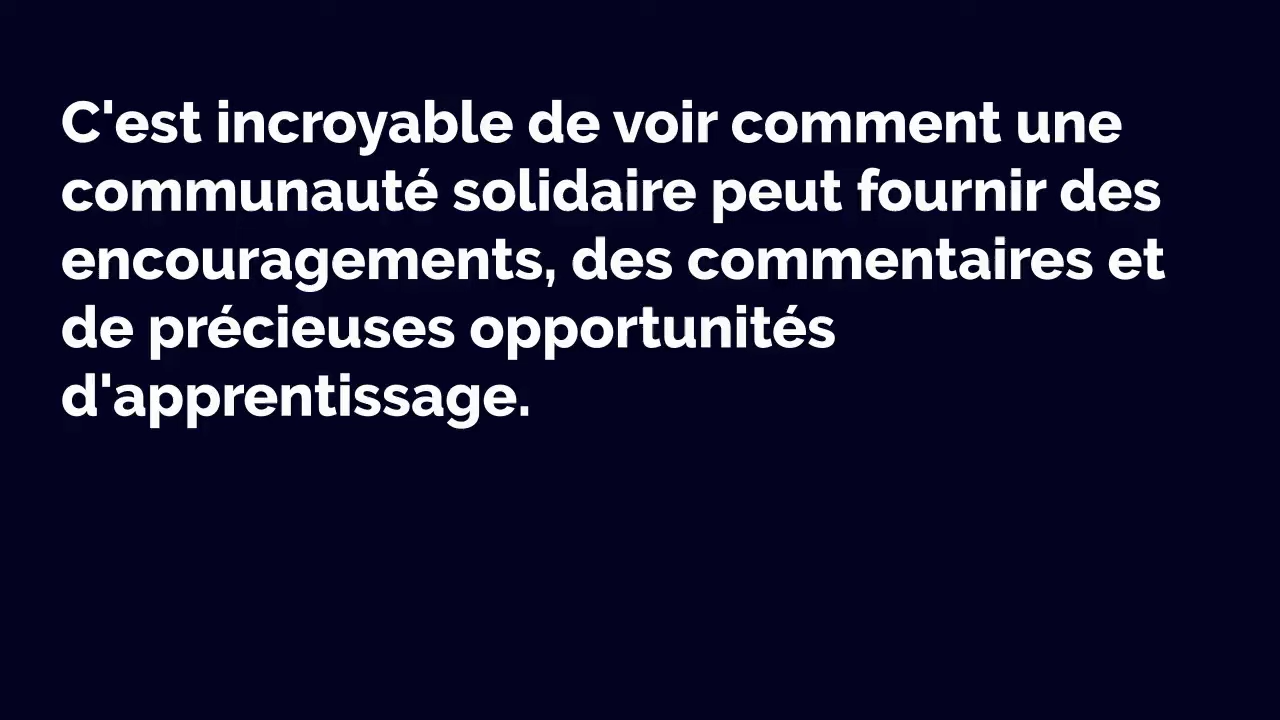 C'est incroyable de voir comment une
communauté solidaire peut fournir des
encouragements, des commentaires et
de précieuses opportunités
d'apprentissage.